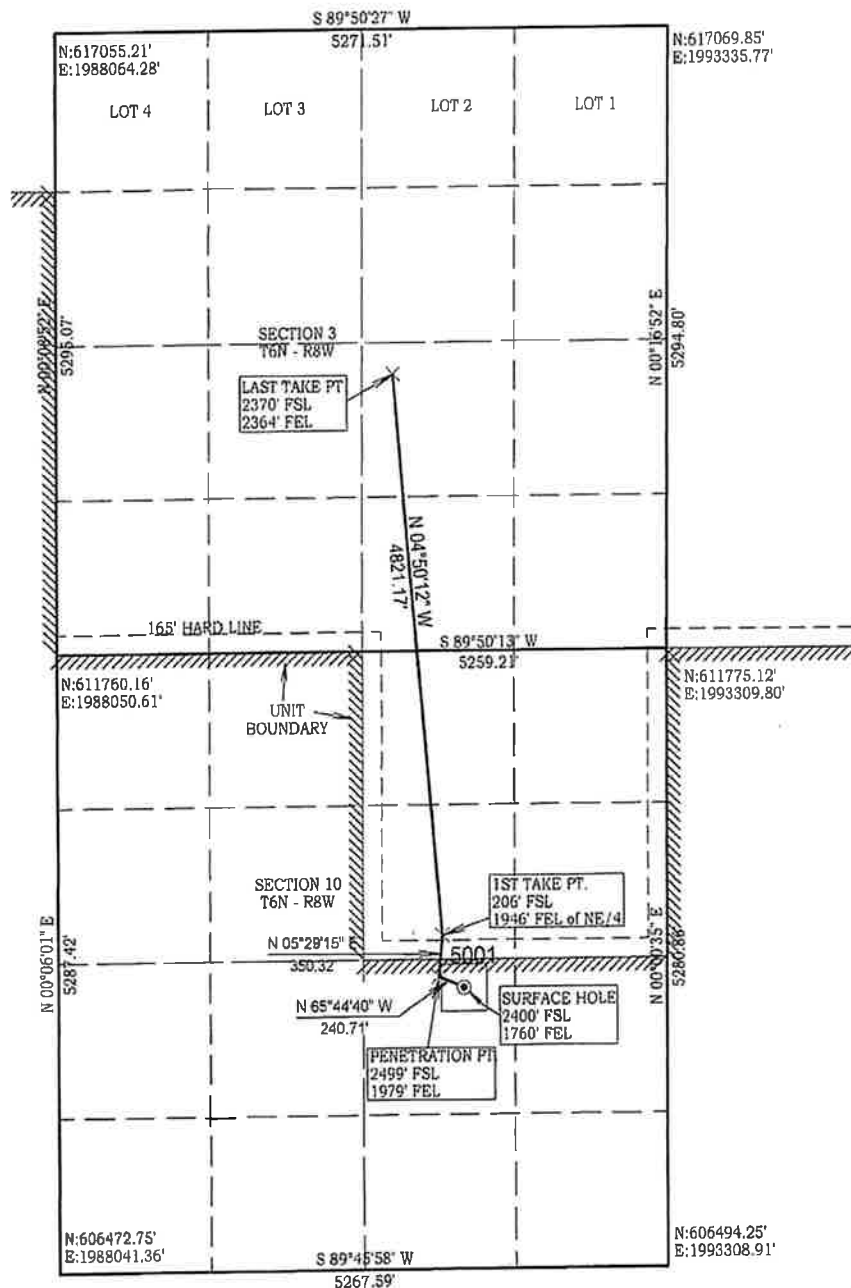 S 89°50'27" W
5271.51'
N:617055.21'
E:1988064.28'
N:617069.85'
E:1993335.77'
LOT 4
LOT 3
LOT 2
LOT 1
5295.07'
N 00°16'52" E
5294.80'
SECTION 3
T6N - R8W
LAST TAKE PT
2370' FSL
2364' FEL
N 04°50'12" W
4821.17'
165' HARD LINE
S 89°50'13" W
5259.21'
N:611760.16'
E:1988050.61'
N:611775.12'
E:1993309.80'
UNIT
BOUNDARY
SECTION 10
T6N - R8W
1ST TAKE PT.
206' FSL
1946' FEL of NE/4
N 05°29'15" E
350.32'
5001
N 00°06'01" E
5287.42'
N 00°00'35" E
5280.86'
N 65°44'40" W
240.71'
SURFACE HOLE
2400' FSL
1760' FEL
PENETRATION PT
2499' FSL
1979' FEL
N:606472.75'
E:1988041.36'
N:606494.25'
E:1993308.91'
S 89°45'58" W
5267.59'